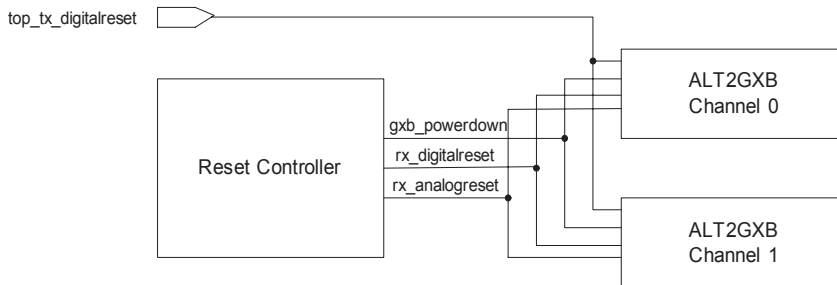 top_tx_digitalreset
ALT2GXB
Channel 0
gxb_powerdown
Reset Controller
rx_digitalreset
rx_analogreset
ALT2GXB
Channel 1